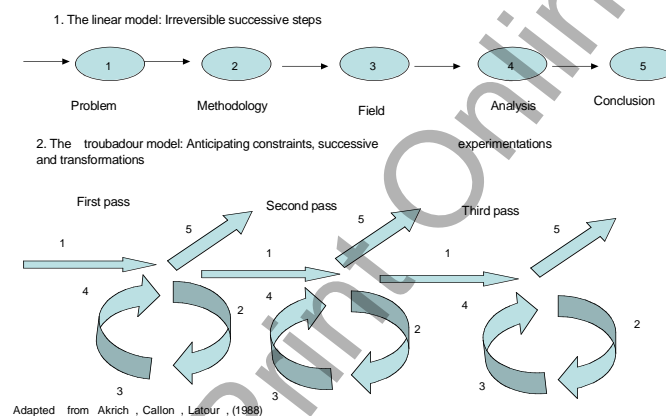 1. The linear model: Irreversible successive steps
1 2 3 4 5
Problem Methodology Field Analysis Conclusion
2. The troubadour model: Anticipating constraints, successive experimentations
and transformations
First pass Second pass Third pass
1 5 1 5 1 5
4 2 4 2 4 2
3 3 3
Adapted from Akrich , Callon , Latour , (1988)
Print Onlin